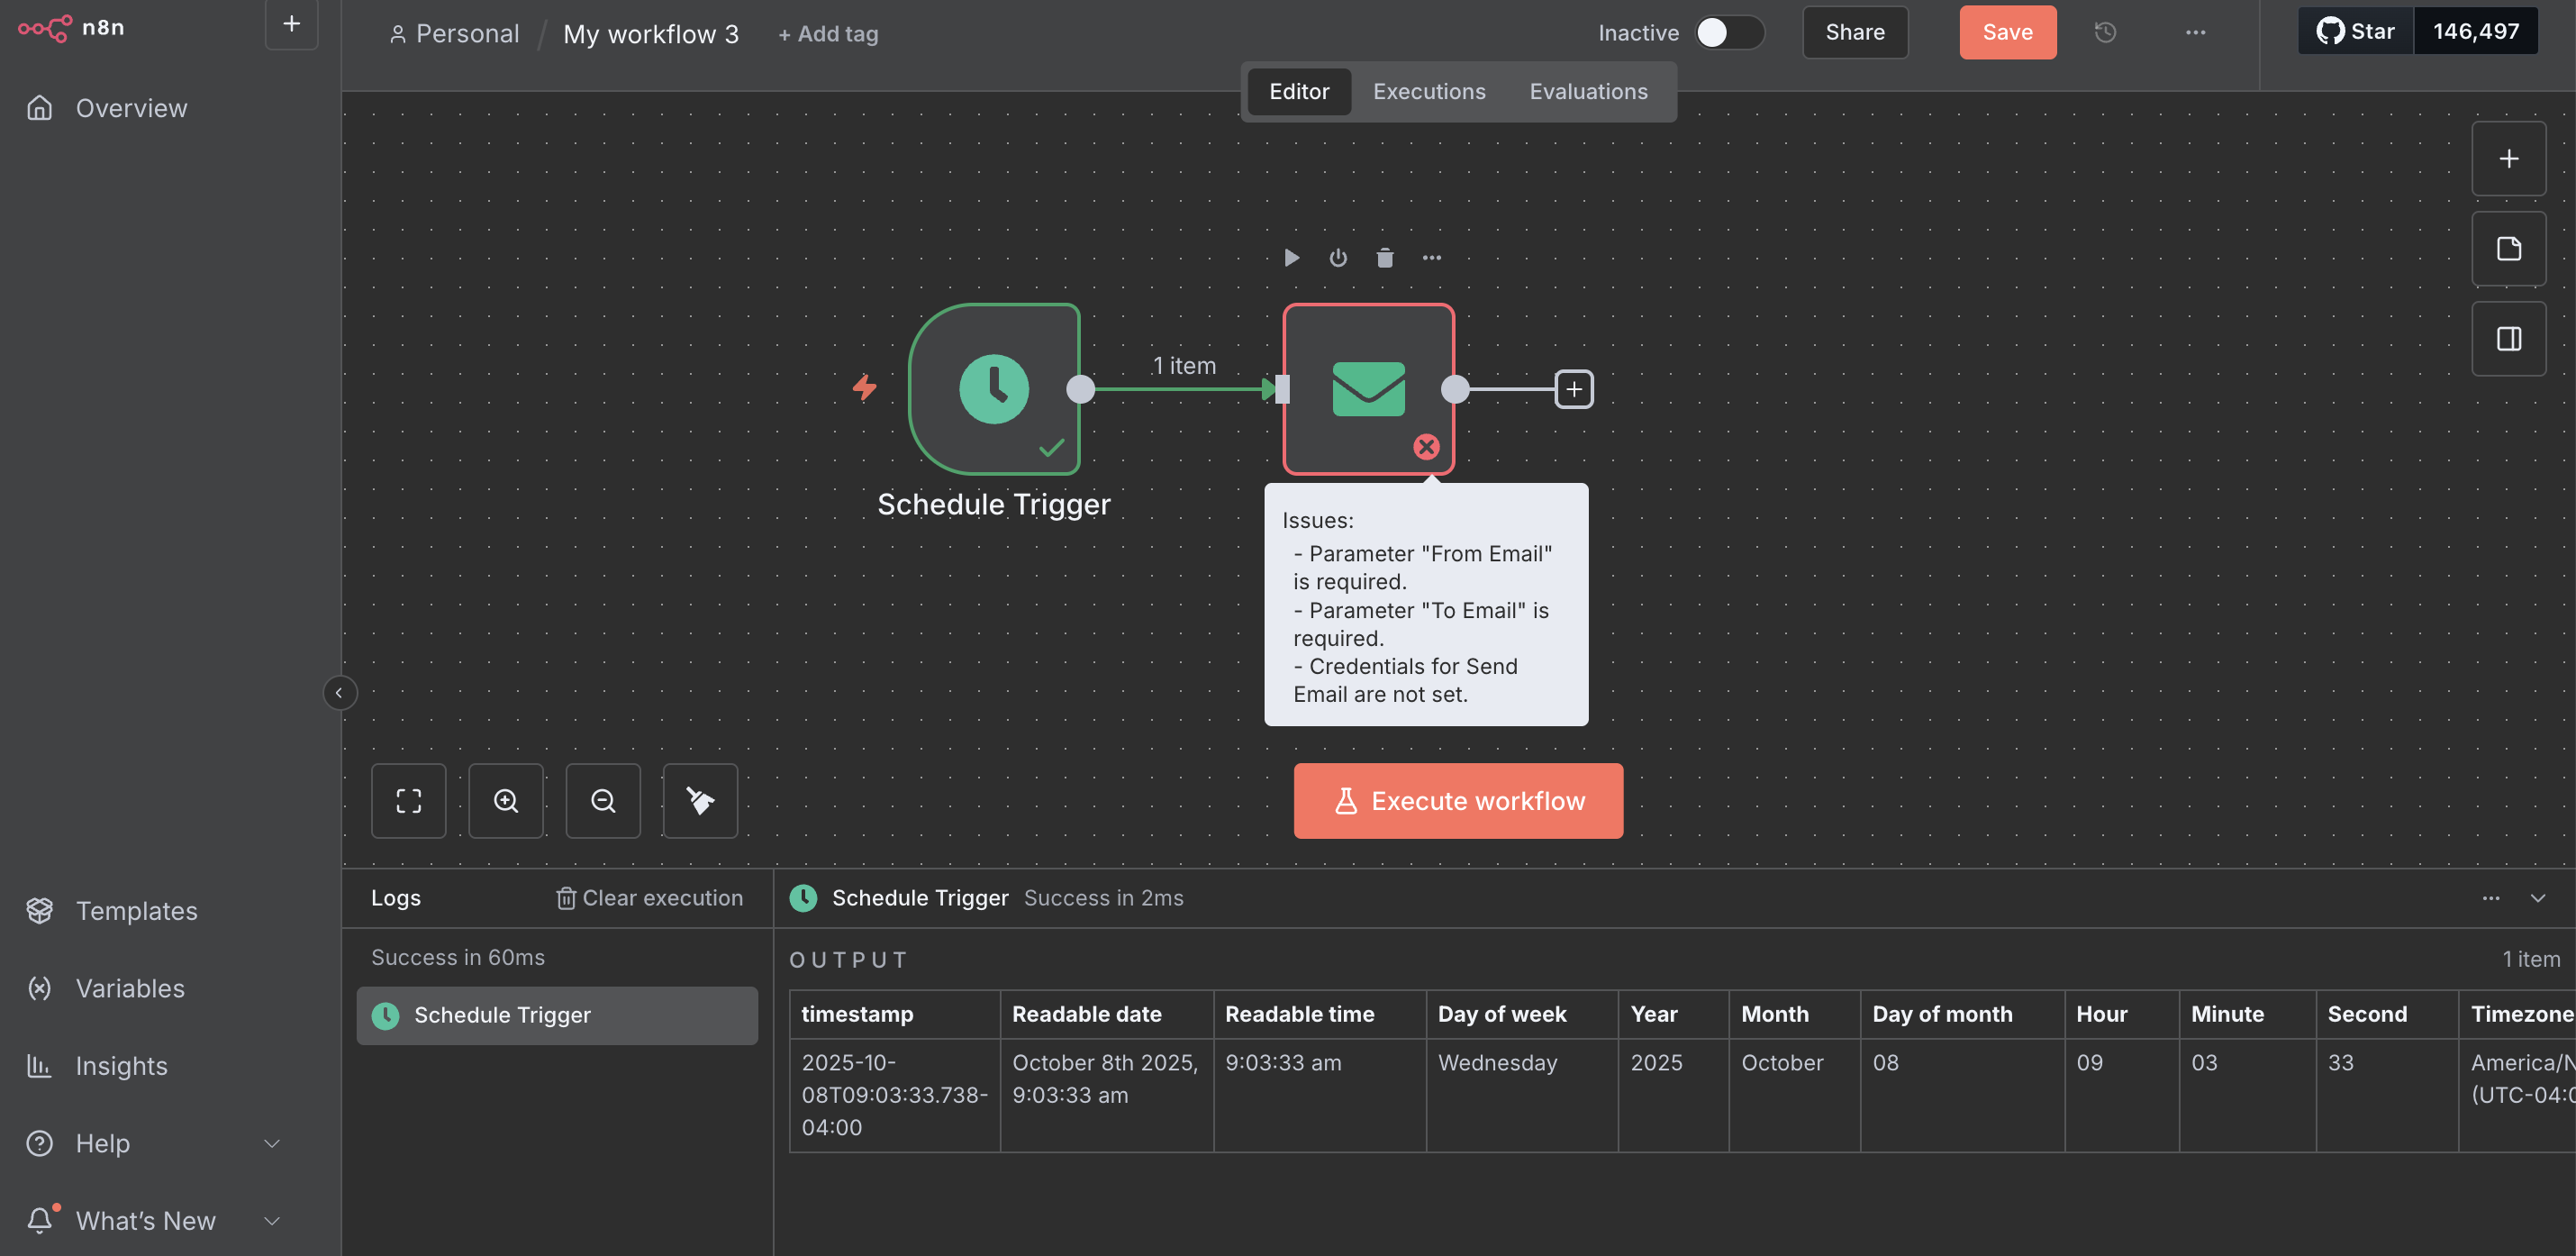 n8n
Personal / My workflow 3 + Add tag
Inactive
Share
Save
Star 146,497
Editor Executions Evaluations
Overview
1 item
Schedule Trigger
Issues:
- Parameter "From Email"
is required.
- Parameter "To Email" is
required.
- Credentials for Send
Email are not set.
Execute workflow
Templates
Variables
Insights
Help
What's New
Logs Clear execution
Success in 60ms
Schedule Trigger
Schedule Trigger Success in 2ms
OUTPUT 1 item
timestamp Readable date Readable time Day of week Year Month Day of month Hour Minute Second Timezone
2025-10- October 8th 2025, 9:03:33 am Wednesday 2025 October 08 09 03 33 America/N
08T09:03:33.738- 9:03:33 am (UTC-04:0
04:00